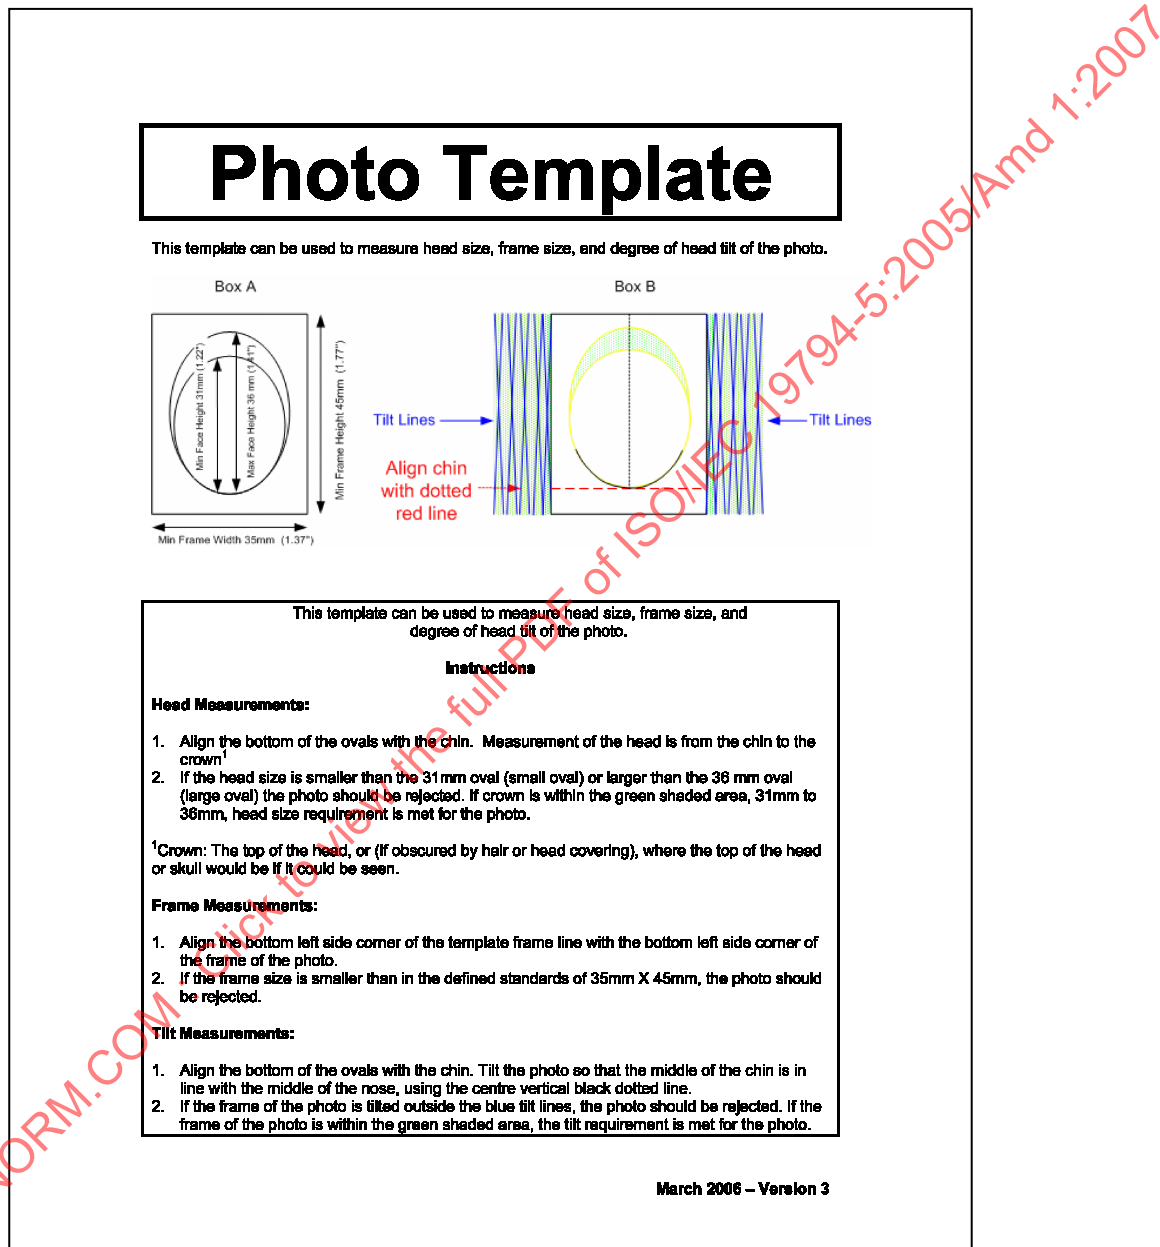 Photo Template
This template can be used to measure head size, frame size, and degree of head tilt of the photo.
Box A
Box B
Min Face Height 31mm (1.22")
Max Face Height 36 mm (1.41")
Min Frame Height 45mm (1.77")
Min Frame Width 35mm (1.37")
Tilt Lines
Tilt Lines
Align chin
with dotted
red line
This template can be used to measure head size, frame size, and
degree of head tilt of the photo.
Instructions
Head Measurements:
1. Align the bottom of the ovals with the chin. Measurement of the head is from the chin to the
crown1
2. If the head size is smaller than the 31mm oval (small oval) or larger than the 36 mm oval
(large oval) the photo should be rejected. If crown is within the green shaded area, 31mm to
36mm, head size requirement is met for the photo.
1Crown: The top of the head, or (if obscured by hair or head covering), where the top of the head
or skull would be if it could be seen.
Frame Measurements:
1. Align the bottom left side corner of the template frame line with the bottom left side corner of
the frame of the photo.
2. If the frame size is smaller than in the defined standards of 35mm X 45mm, the photo should
be rejected.
Tilt Measurements:
1. Align the bottom of the ovals with the chin. Tilt the photo so that the middle of the chin is in
line with the middle of the nose, using the centre vertical black dotted line.
2. If the frame of the photo is tilted outside the blue tilt lines, the photo should be rejected. If the
frame of the photo is within the green shaded area, the tilt requirement is met for the photo.
March 2006 – Version 3
NORM.COM : Click to view the full PDF of ISO/IEC 19794-5:2005/Amd 1:2007